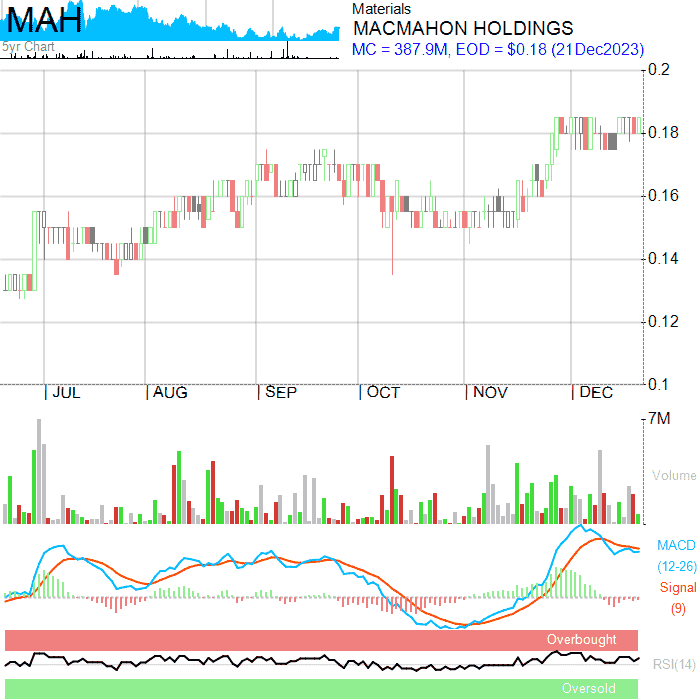 MAH
5yr Chart
Materials
MACMAHON HOLDINGS
MC = 387.9M, EOD = $0.18 (21Dec2023)
0.2
0.18
0.16
0.14
0.12
0.1
JUL AUG SEP OCT NOV DEC
7M
Volume
MACD
(12-26)
Signal
(9)
Overbought
RSI(14)
Oversold